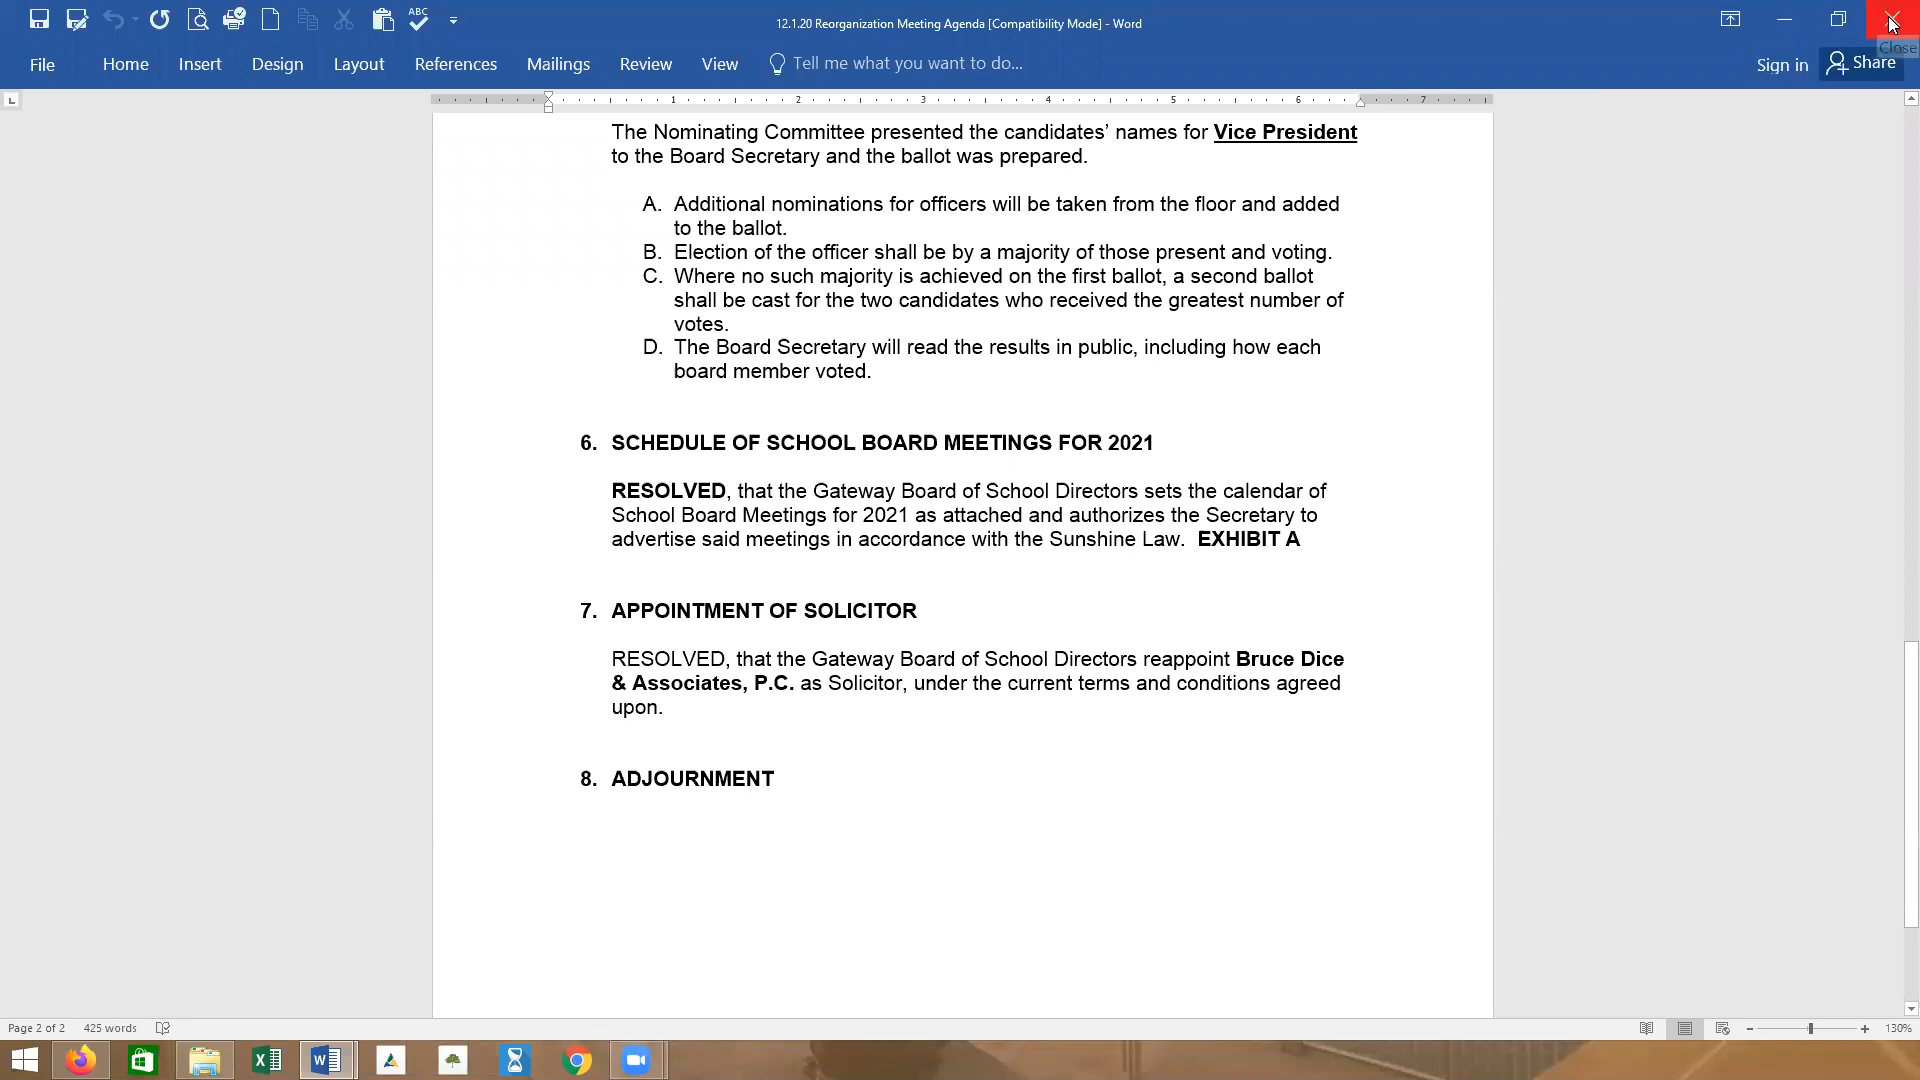 ABC
12.1.20 Reorganization Meeting Agenda [Compatibility Mode] - Word
Close
File Home Insert Design Layout References Mailings Review View Tell me what you want to do... Sign in Share
1 2 3 4 5 6 7
The Nominating Committee presented the candidates’ names for Vice President
to the Board Secretary and the ballot was prepared.
A. Additional nominations for officers will be taken from the floor and added
to the ballot.
B. Election of the officer shall be by a majority of those present and voting.
C. Where no such majority is achieved on the first ballot, a second ballot
shall be cast for the two candidates who received the greatest number of
votes.
D. The Board Secretary will read the results in public, including how each
board member voted.
6. SCHEDULE OF SCHOOL BOARD MEETINGS FOR 2021
RESOLVED, that the Gateway Board of School Directors sets the calendar of
School Board Meetings for 2021 as attached and authorizes the Secretary to
advertise said meetings in accordance with the Sunshine Law. EXHIBIT A
7. APPOINTMENT OF SOLICITOR
RESOLVED, that the Gateway Board of School Directors reappoint Bruce Dice
& Associates, P.C. as Solicitor, under the current terms and conditions agreed
upon.
8. ADJOURNMENT
Page 2 of 2 425 words 130%